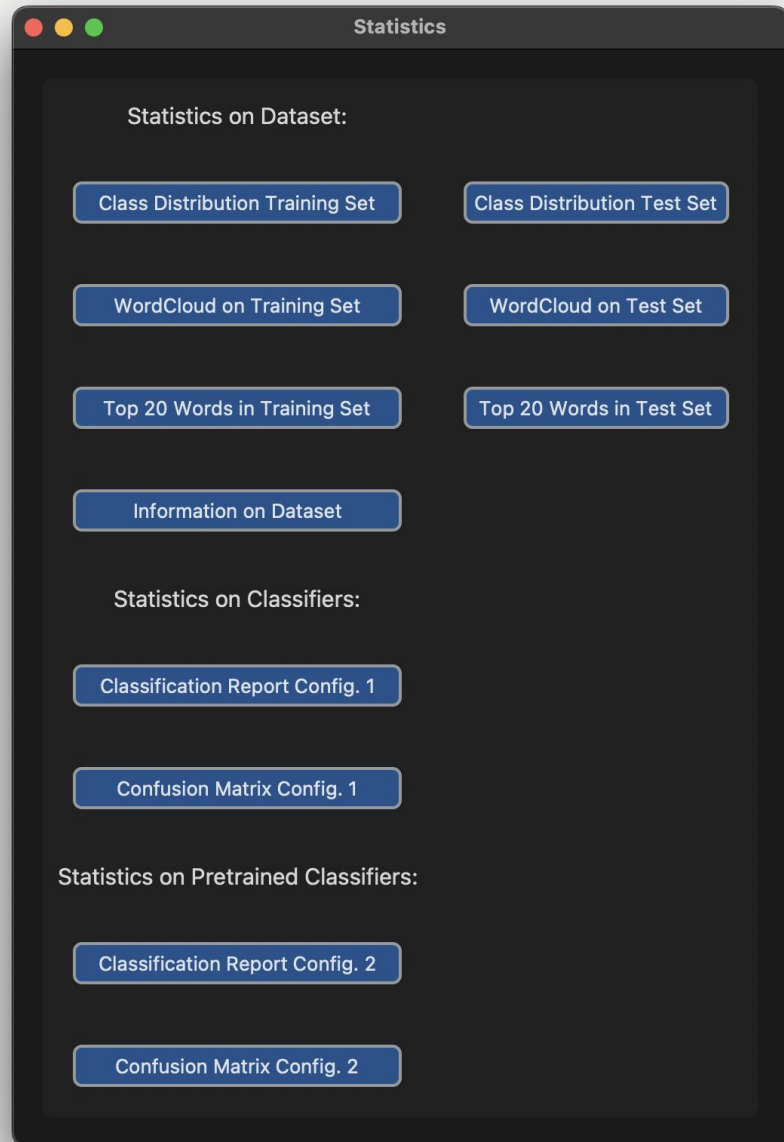 Statistics
Statistics on Dataset:
Class Distribution Training Set
Class Distribution Test Set
WordCloud on Training Set
WordCloud on Test Set
Top 20 Words in Training Set
Top 20 Words in Test Set
Information on Dataset
Statistics on Classifiers:
Classification Report Config. 1
Confusion Matrix Config. 1
Statistics on Pretrained Classifiers:
Classification Report Config. 2
Confusion Matrix Config. 2